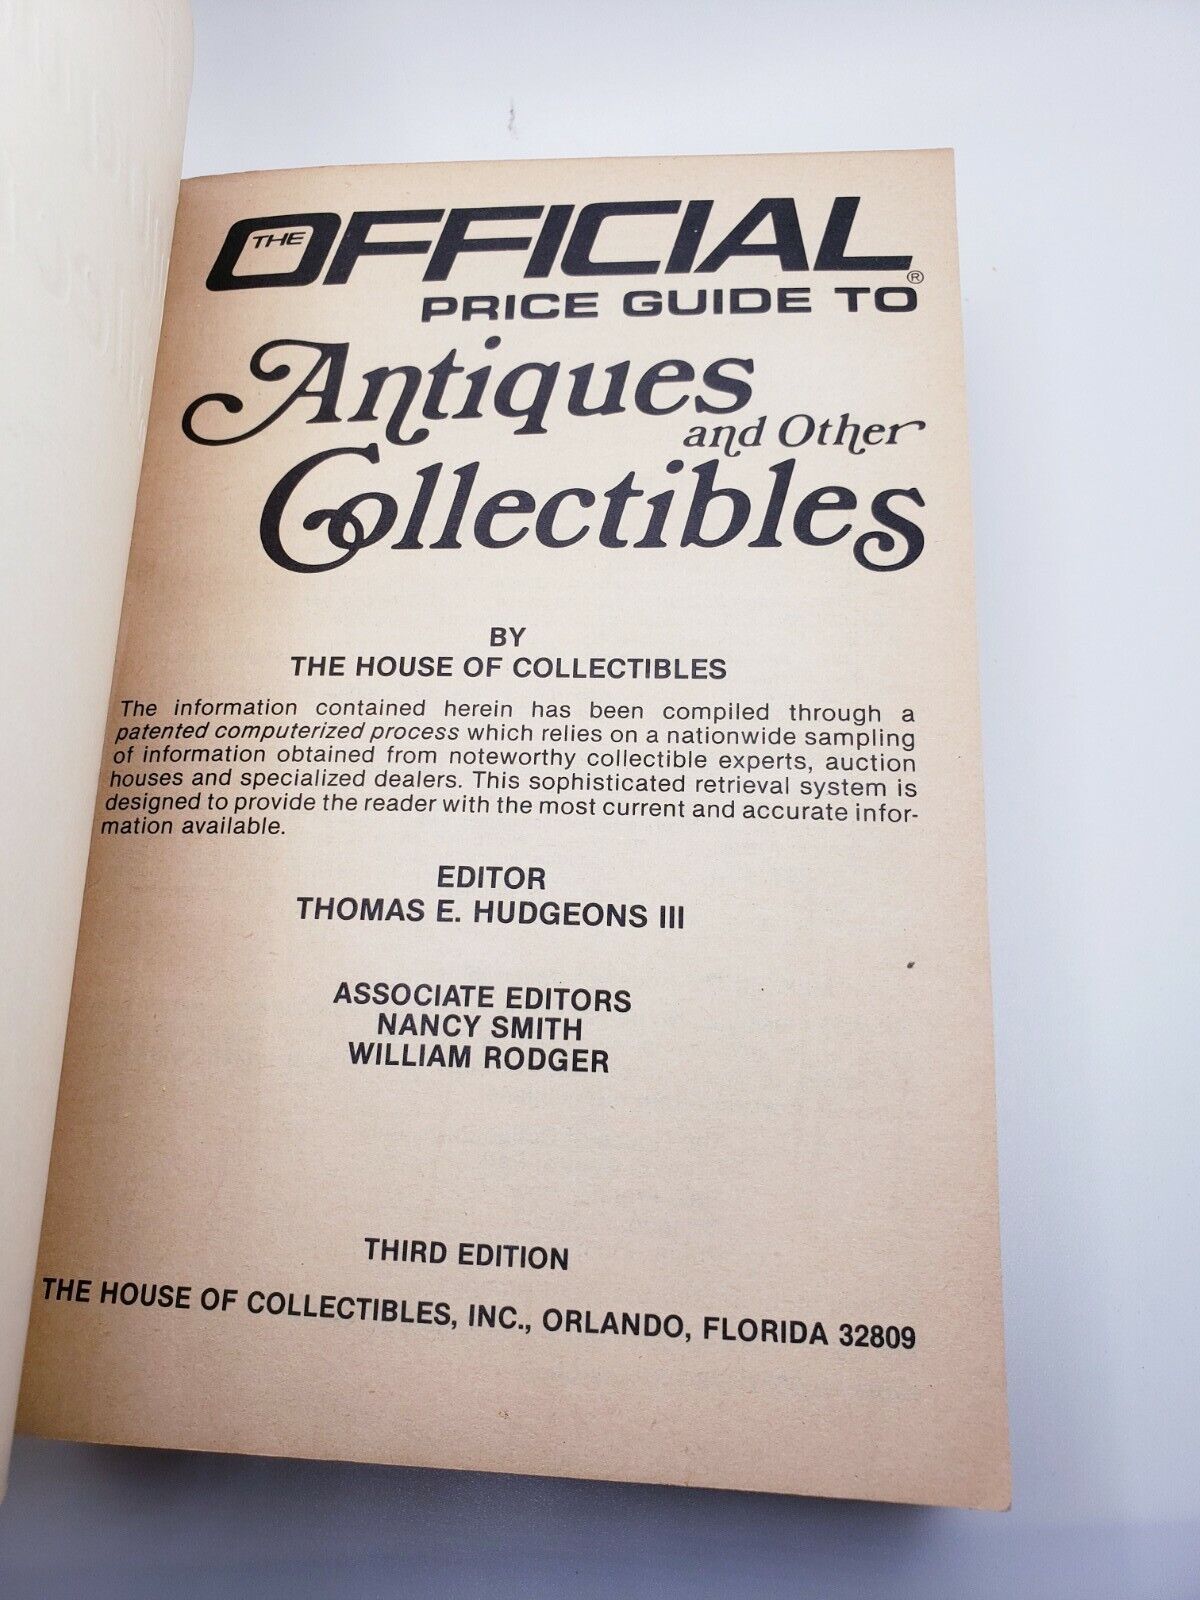 THE OFFICIAL®
PRICE GUIDE TO
Antiques
and Other
Collectibles
BY
THE HOUSE OF COLLECTIBLES
The information contained herein has been compiled through a
patented computerized process which relies on a nationwide sampling
of information obtained from noteworthy collectible experts, auction
houses and specialized dealers. This sophisticated retrieval system is
designed to provide the reader with the most current and accurate infor-
mation available.
EDITOR
THOMAS E. HUDGEONS III
ASSOCIATE EDITORS
NANCY SMITH
WILLIAM RODGER
THIRD EDITION
THE HOUSE OF COLLECTIBLES, INC., ORLANDO, FLORIDA 32809